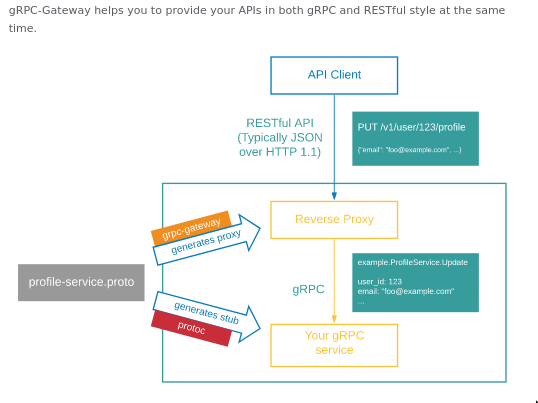 gRPC-Gateway helps you to provide your APIs in both gRPC and RESTful style at the same
time.
API Client
RESTful API
(Typically JSON
over HTTP 1.1)
PUT /v1/user/123/profile
{"email": "foo@example.com", ...}
grpc-gateway
generates proxy
Reverse Proxy
profile-service.proto
gRPC
example.ProfileService.Update
user_id: 123
email: "foo@example.com"
...
generates stub
protoc
Your gRPC
service